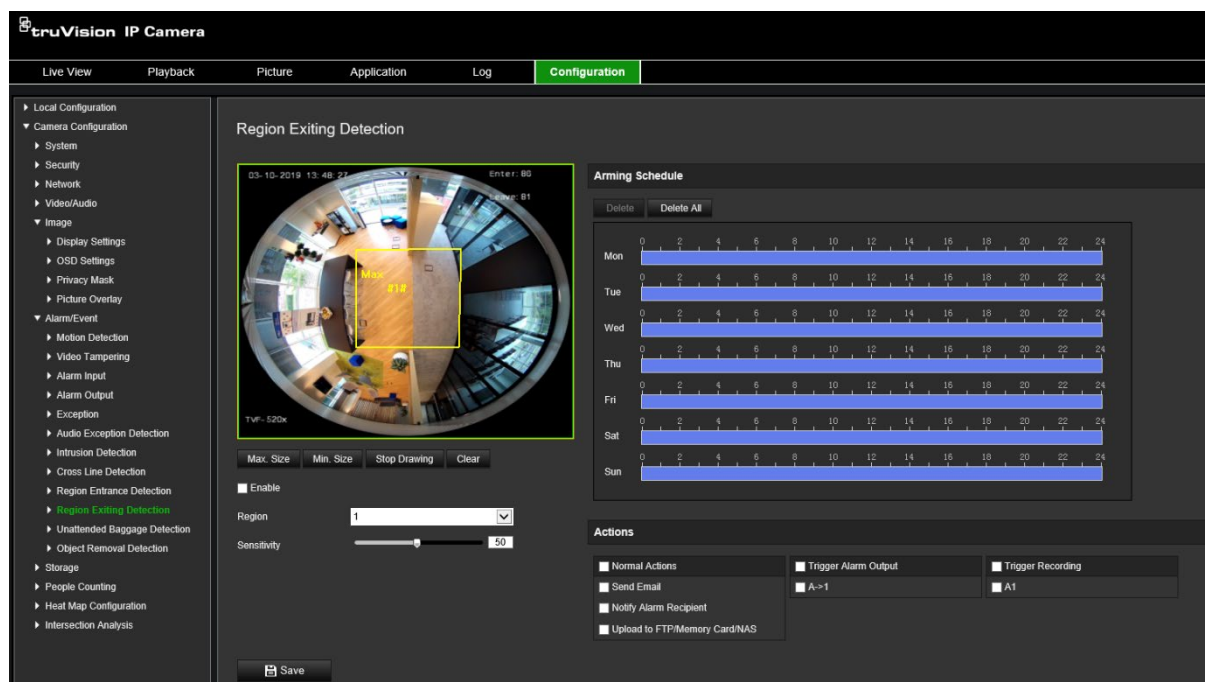 truVision IP Camera
Live View Playback Picture Application Log Configuration
Local Configuration
Camera Configuration
System
Security
Network
Video/Audio
Image
Display Settings
OSD Settings
Privacy Mask
Picture Overlay
Alarm/Event
Motion Detection
Video Tampering
Alarm Input
Alarm Output
Exception
Audio Exception Detection
Intrusion Detection
Cross Line Detection
Region Entrance Detection
Region Exiting Detection
Unattended Baggage Detection
Object Removal Detection
Storage
People Counting
Heat Map Configuration
Intersection Analysis
Region Exiting Detection
03-10-2019 13:48:27
Enter: 80
Leave: 81
Max
#1#
TVF-520x
Max. Size Min. Size Stop Drawing Clear
Enable
Region 1
Sensitivity 50
Save
Arming Schedule
Delete Delete All
0 2 4 6 8 10 12 14 16 18 20 22 24
Mon
0 2 4 6 8 10 12 14 16 18 20 22 24
Tue
0 2 4 6 8 10 12 14 16 18 20 22 24
Wed
0 2 4 6 8 10 12 14 16 18 20 22 24
Thu
0 2 4 6 8 10 12 14 16 18 20 22 24
Fri
0 2 4 6 8 10 12 14 16 18 20 22 24
Sat
0 2 4 6 8 10 12 14 16 18 20 22 24
Sun
Actions
Normal Actions Trigger Alarm Output Trigger Recording
Send Email A->1 A1
Notify Alarm Recipient
Upload to FTP/Memory Card/NAS